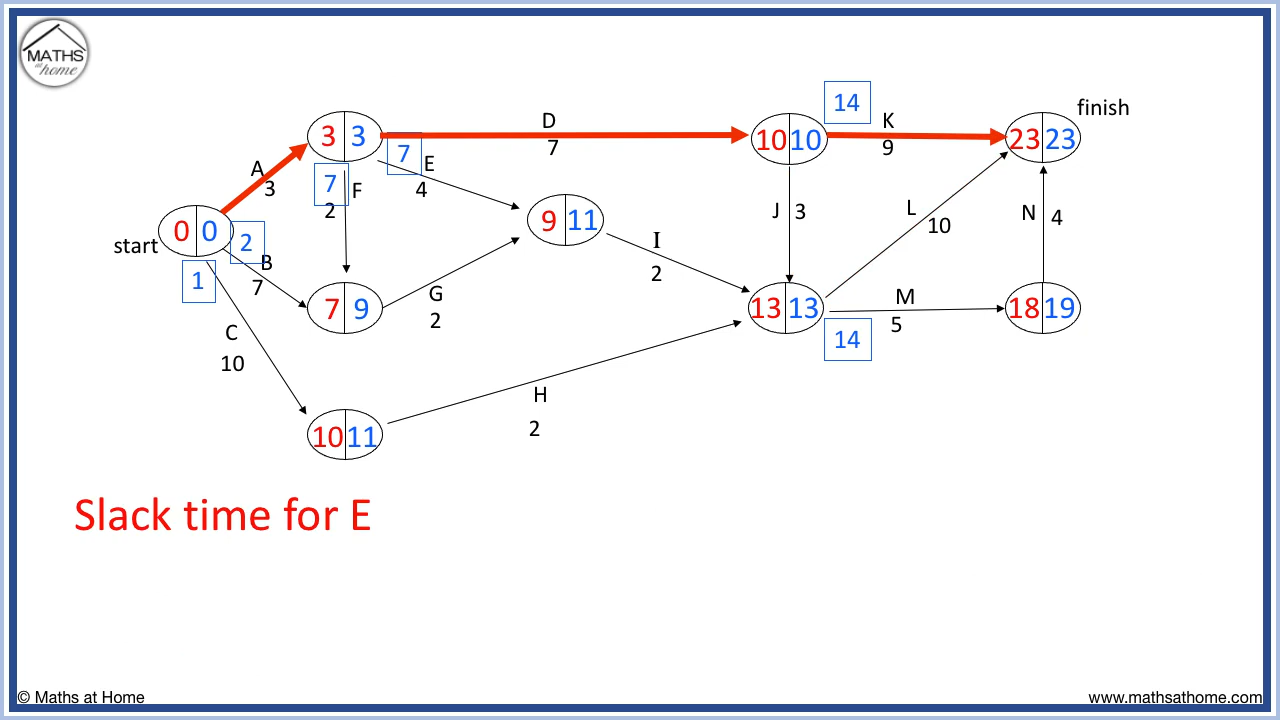 MATHS
at
home
14
finish
D
K
3 3
10 10
23 23
7
9
7
E
A
3
7
F
4
2
L
J 3
N 4
0 0
9 11
10
start
2
I
B
2
1
7
G
7 9
13 13
M
18 19
2
5
C
14
10
H
2
10 11
Slack time for E
© Maths at Home
www.mathsathome.com